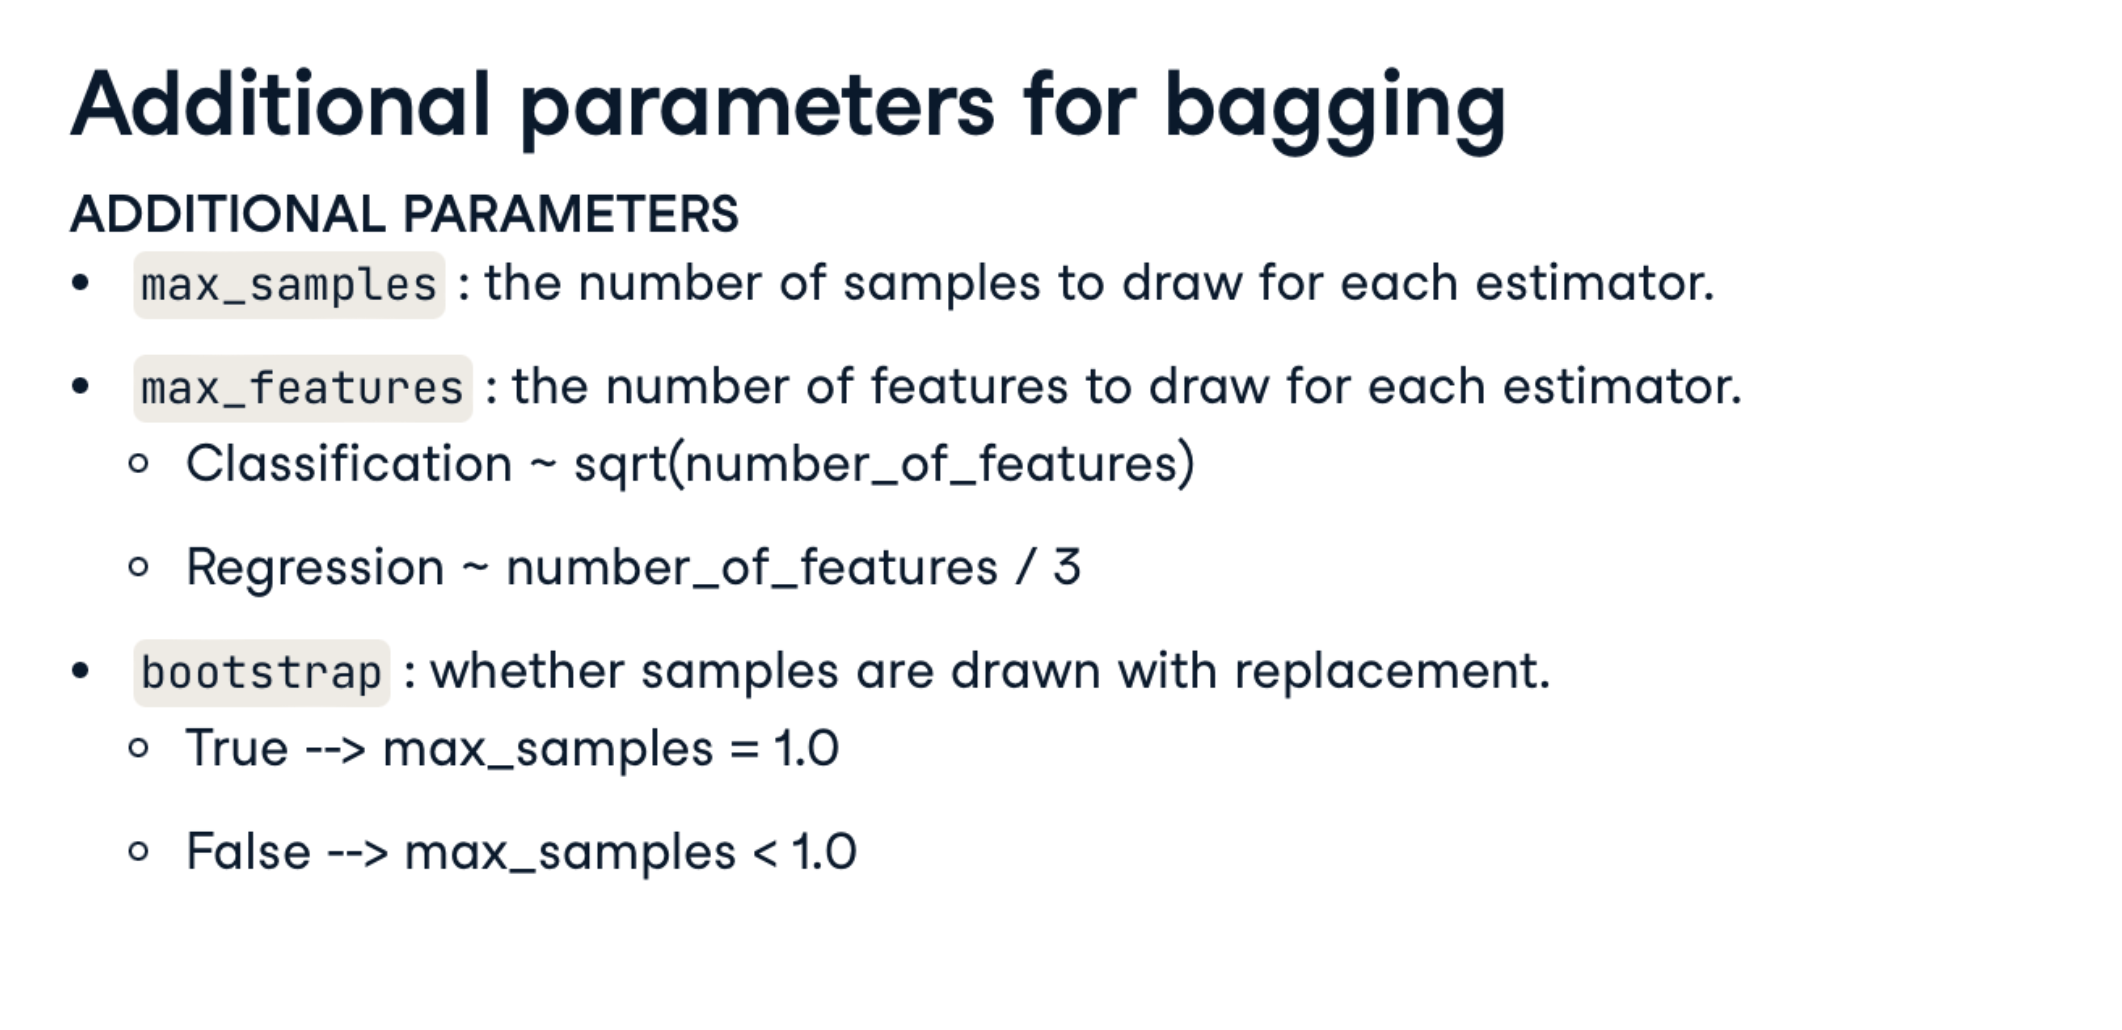 Additional parameters for bagging
ADDITIONAL PARAMETERS
• max_samples : the number of samples to draw for each estimator.
• max_features : the number of features to draw for each estimator.
○ Classification ~ sqrt(number_of_features)
○ Regression ~ number_of_features / 3
• bootstrap : whether samples are drawn with replacement.
○ True --> max_samples = 1.0
○ False --> max_samples < 1.0